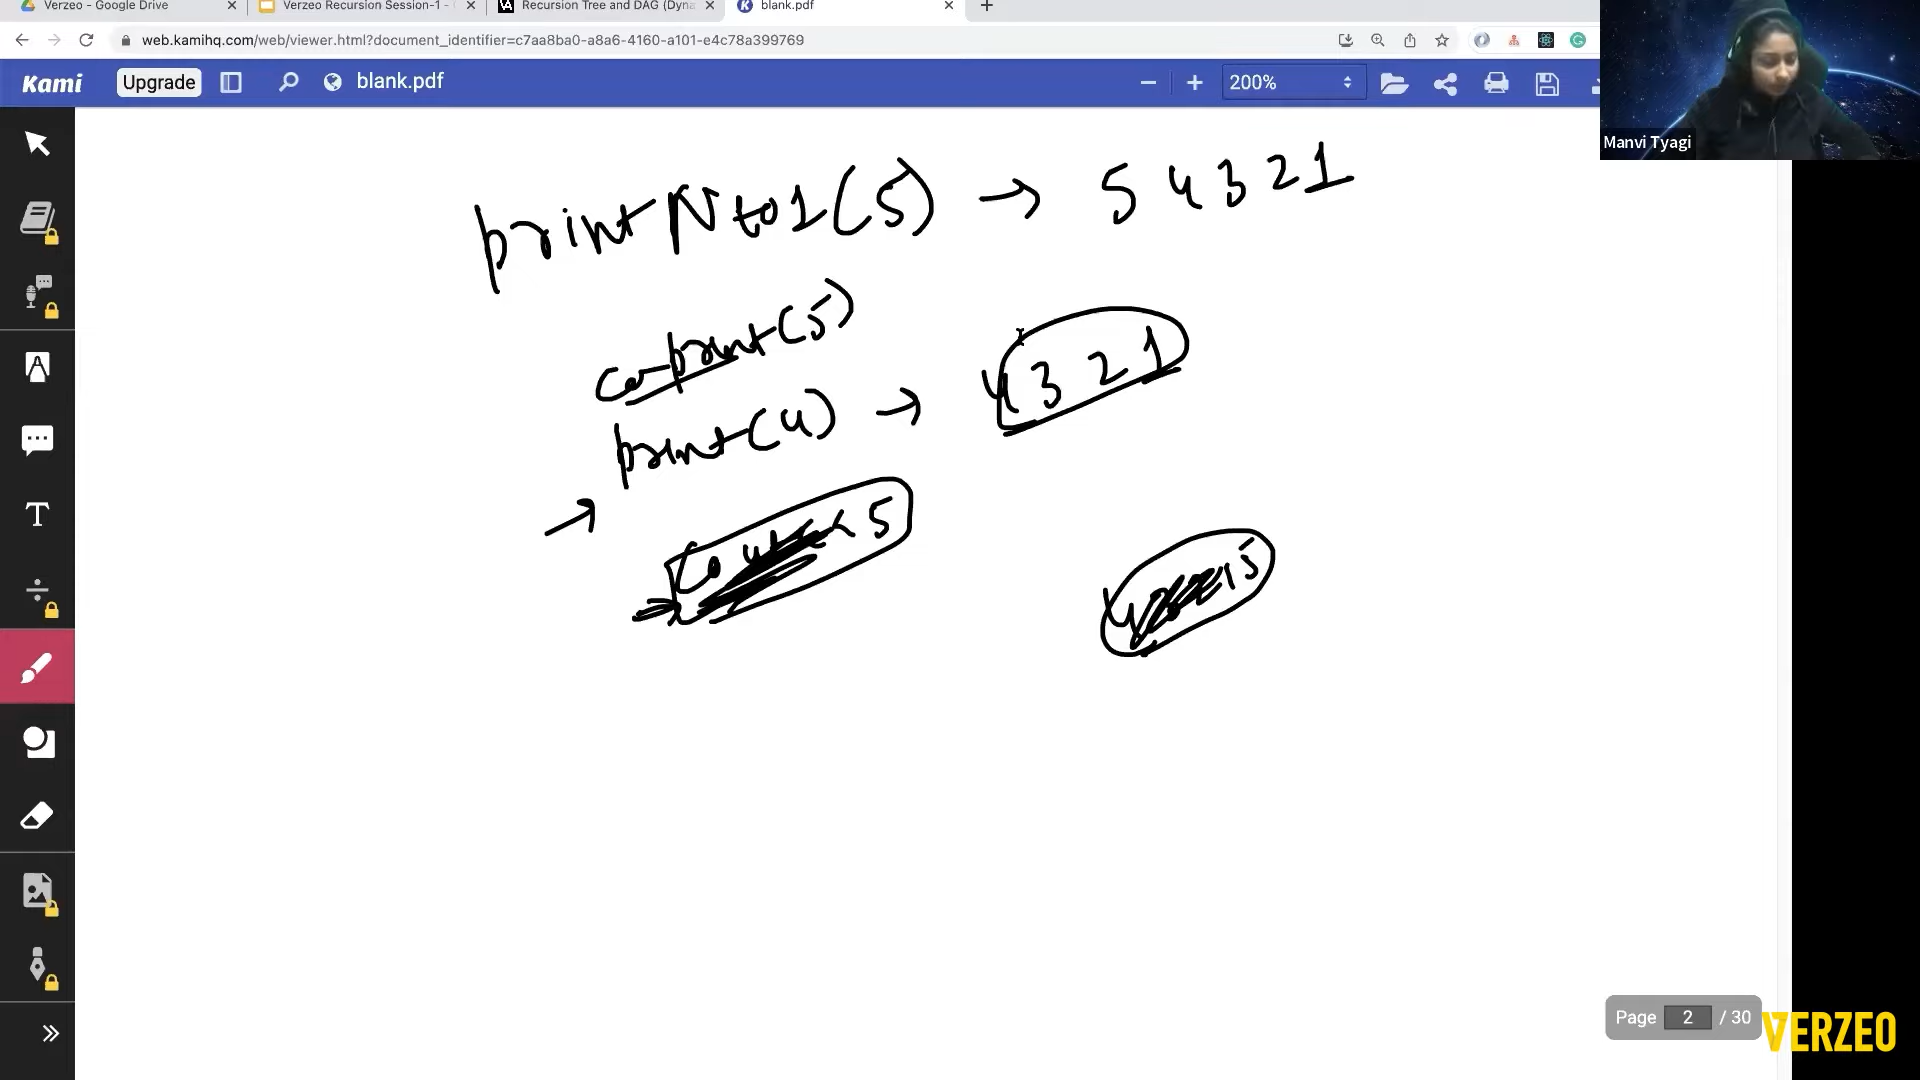 Verzeo - Google Drive
Verzeo Recursion Session-1 -
Recursion Tree and DAG (Dyna
blank.pdf
web.kamihq.com/web/viewer.html?document_identifier=c7aa8ba0-a8a6-4160-a101-e4c78a399769
Kami
Upgrade
blank.pdf
200%
Manvi Tyagi
printNto1(5) → 5 4 3 2 1
print(5)
print(4) → 4 3 2 1
→
5
5
Page 2 / 30
VERZEO